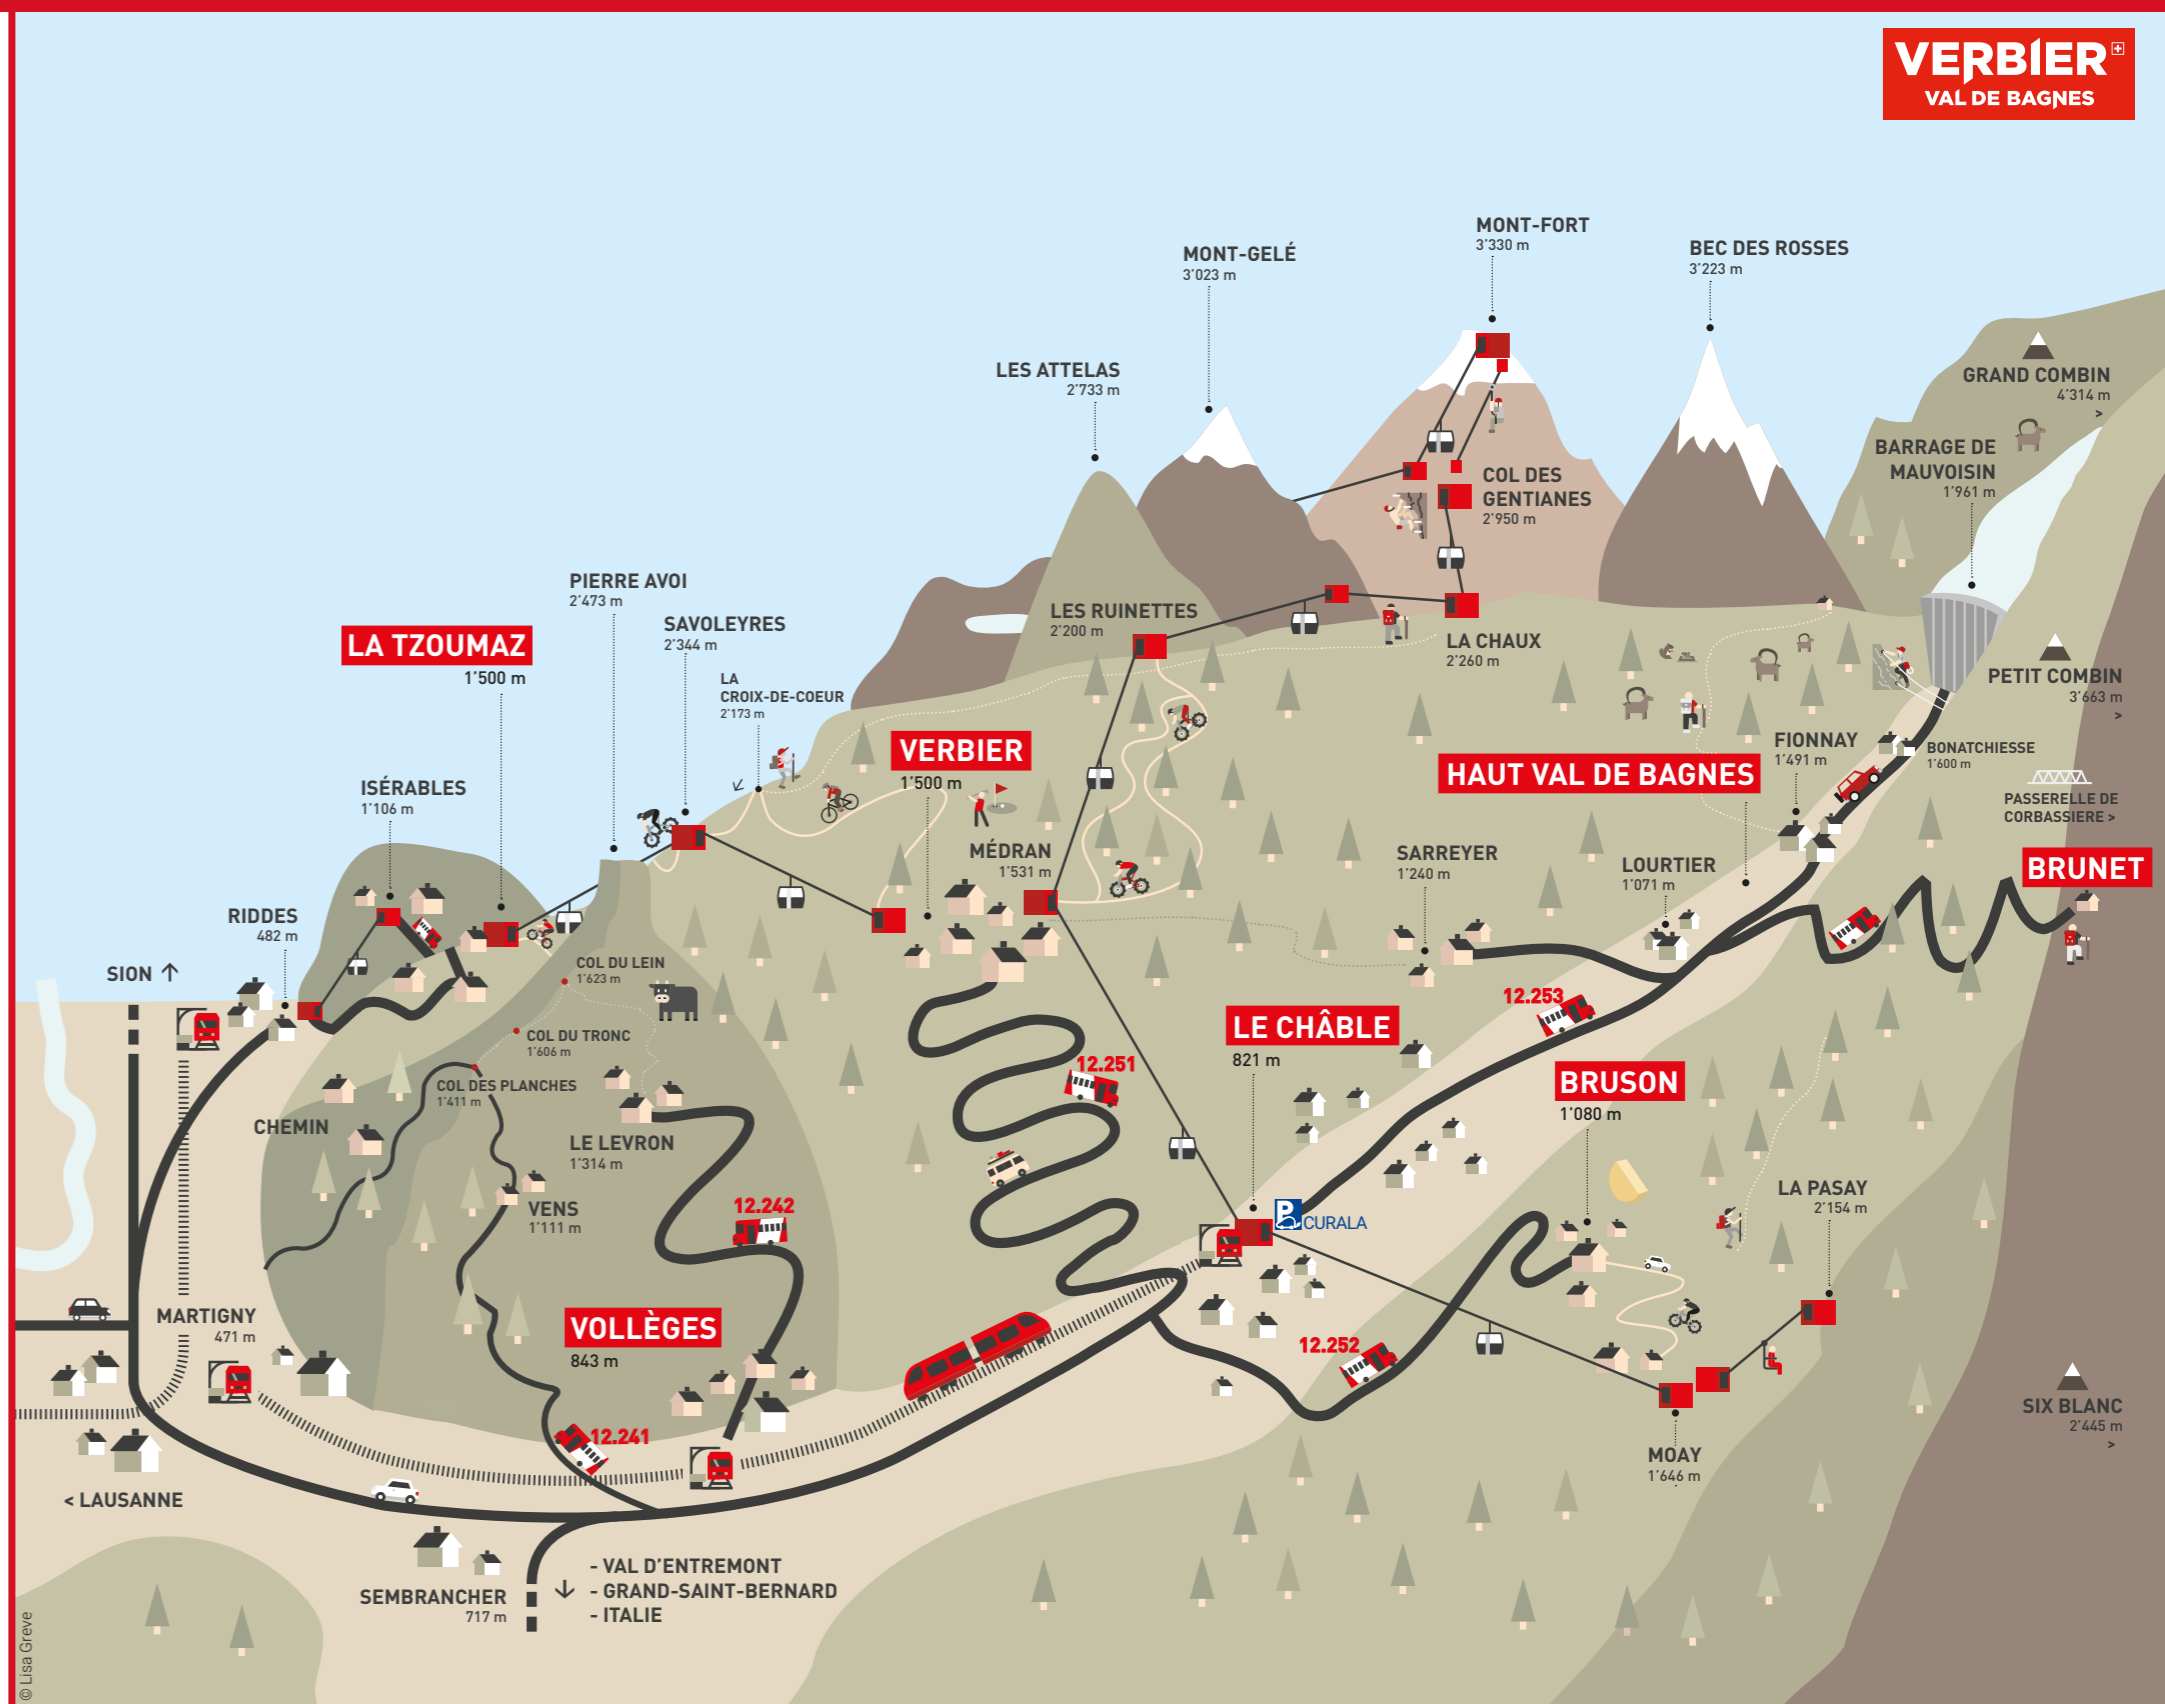 VERBIER
VAL DE BAGNES
MONT-FORT
3'330 m
MONT-GELÉ
3'023 m
BEC DES ROSSES
3'223 m
LES ATTELAS
2'733 m
GRAND COMBIN
4'314 m
>
BARRAGE DE
MAUVOISIN
1'961 m
COL DES
GENTIANES
2'950 m
PIERRE AVOI
2'473 m
SAVOLEYRES
2'344 m
LA TZOUMAZ
1'500 m
LA
CROIX-DE-COEUR
2'173 m
LES RUINETTES
2'200 m
LA CHAUX
2'260 m
PETIT COMBIN
3'663 m
>
VERBIER
1'500 m
HAUT VAL DE BAGNES
FIONNAY
1'491 m
BONATCHIESSE
1'600 m
PASSERELLE DE
CORBASSIERE >
ISÉRABLES
1'106 m
MÉDRAN
1'531 m
SARREYER
1'240 m
LOURTIER
1'071 m
BRUNET
RIDDES
482 m
SION ↑
COL DU LEIN
1'623 m
COL DU TRONC
1'606 m
COL DES PLANCHES
1'411 m
12.253
LE CHÂBLE
821 m
12.251
BRUSON
1'080 m
CHEMIN
LE LEVRON
1'314 m
VENS
1'111 m
12.242
LA PASAY
2'154 m
P
CURALA
MARTIGNY
471 m
VOLLÈGES
843 m
12.252
12.241
SIX BLANC
2'445 m
>
MOAY
1'646 m
< LAUSANNE
SEMBRANCHER
717 m
↓
- VAL D'ENTREMONT
- GRAND-SAINT-BERNARD
- ITALIE
© Lisa Greve